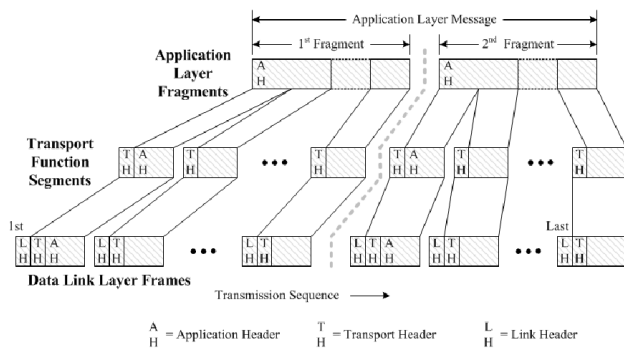 Application Layer Message
1st Fragment
2nd Fragment
Application
Layer
Fragments
A
H
A
H
Transport
Function
Segments
T A
H H
T
H
•••
T
H
T A
H H
T
H
•••
T
H
1st
Last
L T A
H H H
L T
H H
•••
L T
H H
L T A
H H H
L T
H H
•••
L T
H H
Data Link Layer Frames
Transmission Sequence
A
H = Application Header
T
H = Transport Header
L
H = Link Header